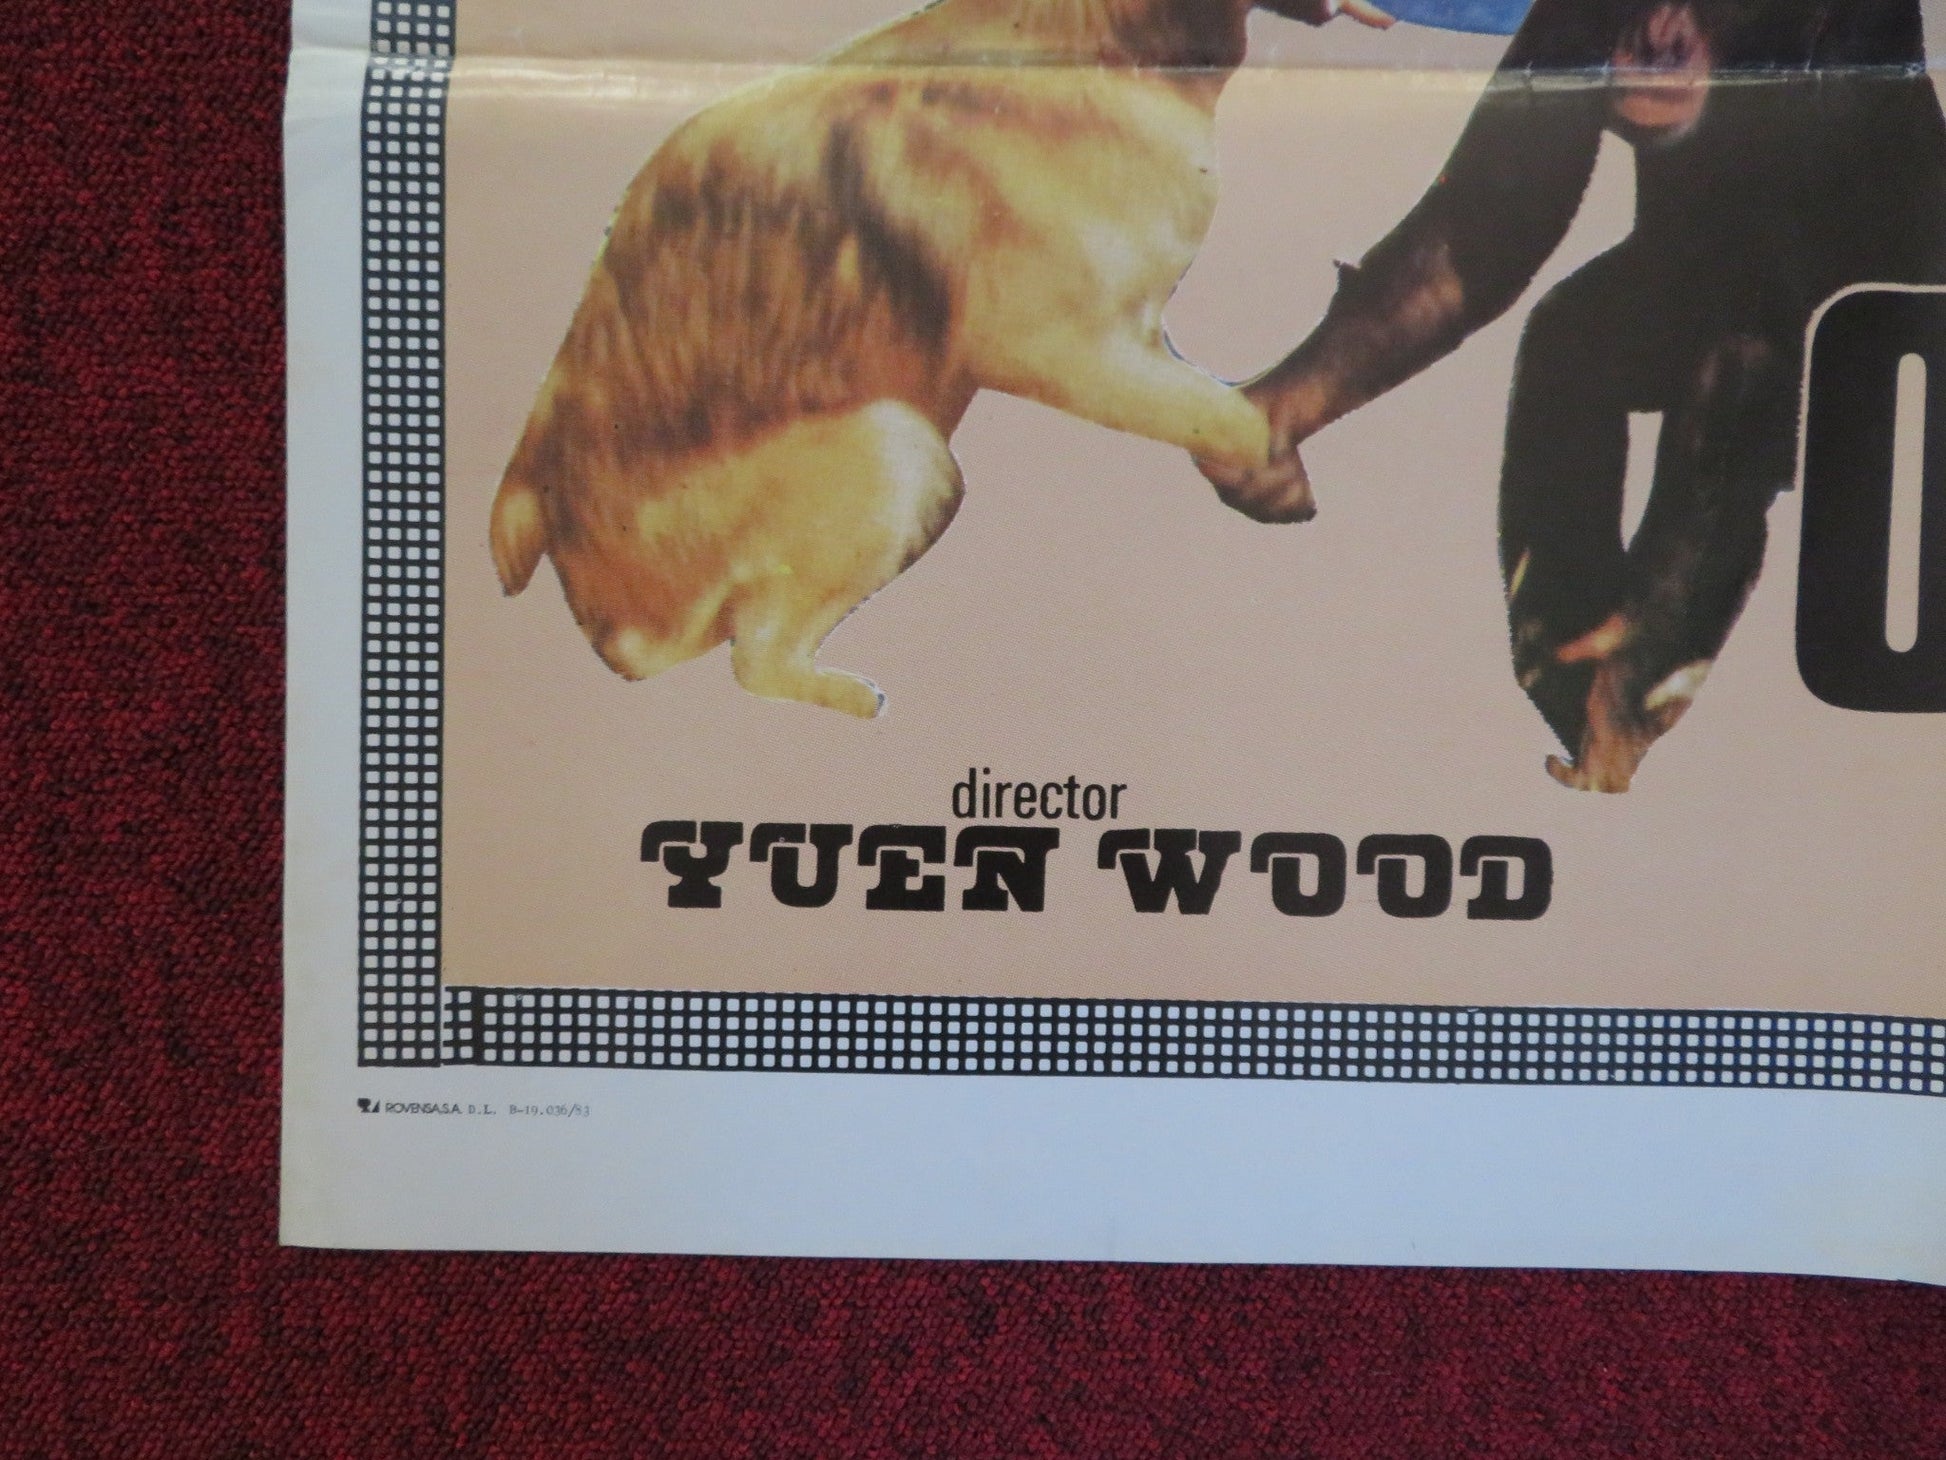 director
YUEN WOOD
ROVENSA,S.A. D.L. B-19.036/83